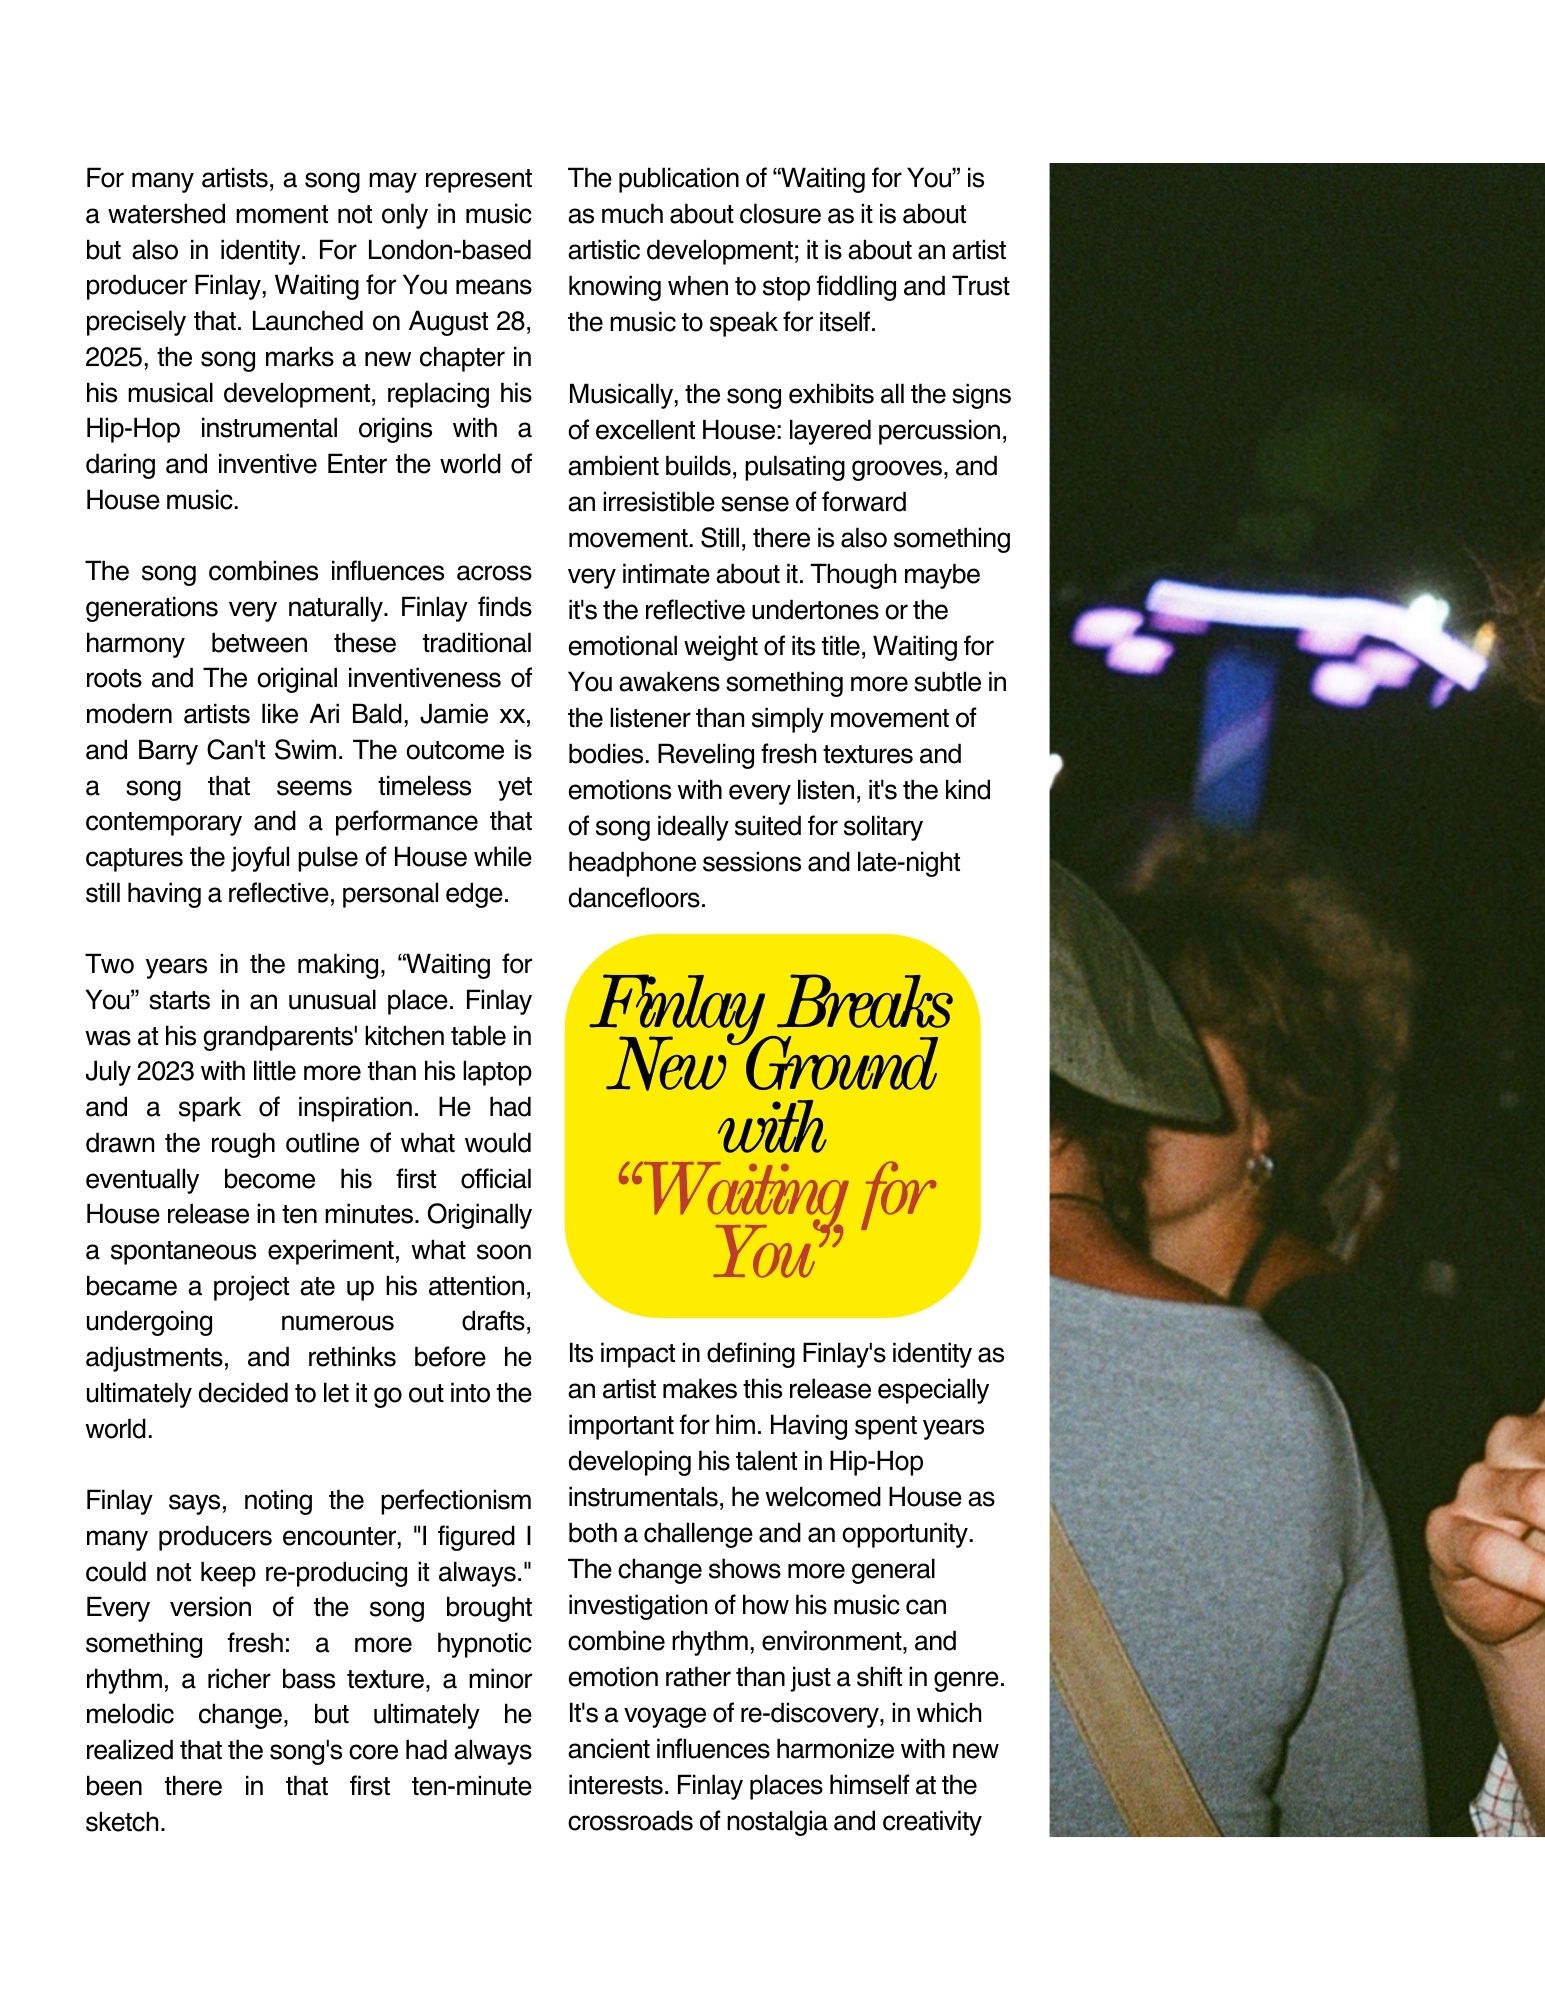 For many artists, a song may represent
a watershed moment not only in music
but also in identity. For London-based
producer Finlay, Waiting for You means
precisely that. Launched on August 28,
2025, the song marks a new chapter in
his musical development, replacing his
Hip-Hop instrumental origins with a
daring and inventive Enter the world of
House music.
The song combines influences across
generations very naturally. Finlay finds
harmony between these traditional
roots and The original inventiveness of
modern artists like Ari Bald, Jamie xx,
and Barry Can't Swim. The outcome is
a song that seems timeless yet
contemporary and a performance that
captures the joyful pulse of House while
still having a reflective, personal edge.
Two years in the making, “Waiting for
You” starts in an unusual place. Finlay
was at his grandparents' kitchen table in
July 2023 with little more than his laptop
and a spark of inspiration. He had
drawn the rough outline of what would
eventually become his first official
House release in ten minutes. Originally
a spontaneous experiment, what soon
became a project ate up his attention,
undergoing numerous drafts,
adjustments, and rethinks before he
ultimately decided to let it go out into the
world.
Finlay says, noting the perfectionism
many producers encounter, "I figured I
could not keep re-producing it always."
Every version of the song brought
something fresh: a more hypnotic
rhythm, a richer bass texture, a minor
melodic change, but ultimately he
realized that the song's core had always
been there in that first ten-minute
sketch.
The publication of “Waiting for You” is
as much about closure as it is about
artistic development; it is about an artist
knowing when to stop fiddling and Trust
the music to speak for itself.
Musically, the song exhibits all the signs
of excellent House: layered percussion,
ambient builds, pulsating grooves, and
an irresistible sense of forward
movement. Still, there is also something
very intimate about it. Though maybe
it's the reflective undertones or the
emotional weight of its title, Waiting for
You awakens something more subtle in
the listener than simply movement of
bodies. Reveling fresh textures and
emotions with every listen, it's the kind
of song ideally suited for solitary
headphone sessions and late-night
dancefloors.
Finlay Breaks
New Ground
with
“Waiting for
You”
Its impact in defining Finlay's identity as
an artist makes this release especially
important for him. Having spent years
developing his talent in Hip-Hop
instrumentals, he welcomed House as
both a challenge and an opportunity.
The change shows more general
investigation of how his music can
combine rhythm, environment, and
emotion rather than just a shift in genre.
It's a voyage of re-discovery, in which
ancient influences harmonize with new
interests. Finlay places himself at the
crossroads of nostalgia and creativity